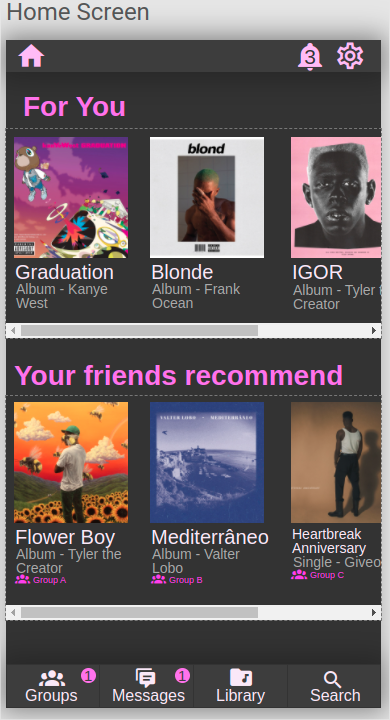 Home Screen
3
For You
blond
Graduation
Album - Kanye
West
Blonde
Album - Frank
Ocean
IGOR
Album - Tyler t
Creator
Your friends recommend
VALTER LOBO — MEDITERRÂNEO
Flower Boy
Album - Tyler the
Creator
Group A
Mediterrâneo
Album - Valter
Lobo
Group B
Heartbreak
Anniversary
Single - Giveo
Group C
1
1
Groups
Messages
Library
Search